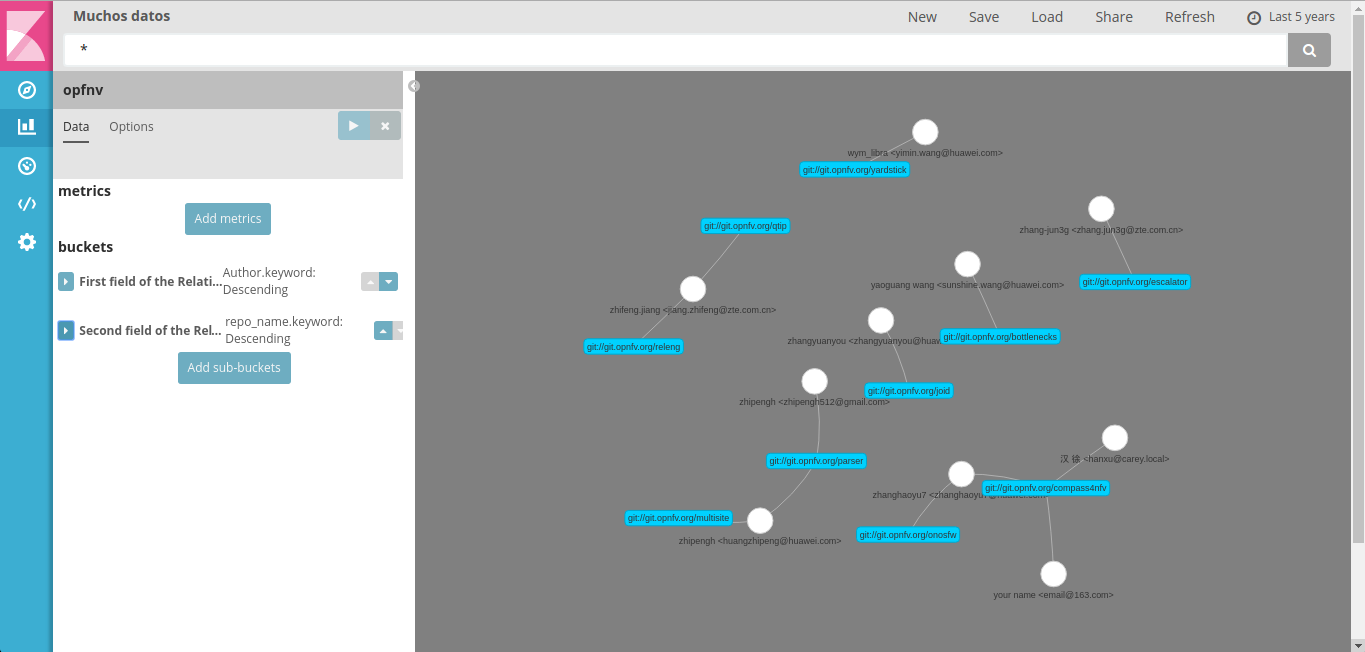 Muchos datos
New
Save
Load
Share
Refresh
Last 5 years
*
opfnv
Data
Options
metrics
Add metrics
buckets
First field of the Relati...
Author.keyword:
Descending
Second field of the Rel...
repo_name.keyword:
Descending
Add sub-buckets
wym_libra <yimin.wang@huawei.com>
git://git.opnfv.org/yardstick
zhang-jun3g <zhang.jun3g@zte.com.cn>
git://git.opnfv.org/qtip
yaoguang wang <sunshine.wang@huawei.com>
git://git.opnfv.org/escalator
zhifeng.jiang <jiang.zhifeng@zte.com.cn>
zhangyuanyou <zhangyuanyou@huaw
git://git.opnfv.org/bottlenecks
git://git.opnfv.org/releng
git://git.opnfv.org/joid
zhipengh <zhipengh512@gmail.com>
git://git.opnfv.org/parser
汉 徐 <hanxu@carey.local>
git://git.opnfv.org/compass4nfv
zhanghaoyu7 <zhanghaoyu7@huawei.com>
git://git.opnfv.org/multisite
git://git.opnfv.org/onosfw
zhipengh <huangzhipeng@huawei.com>
your name <email@163.com>